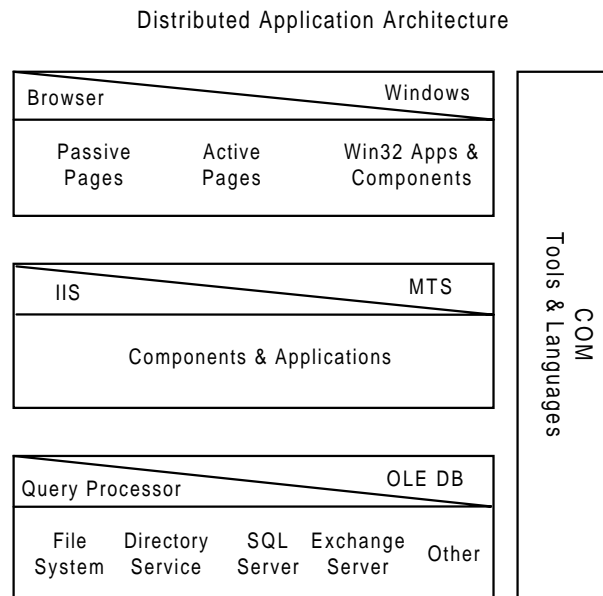 Distributed Application Architecture
Browser
Windows
Passive
Pages
Active
Pages
Win32 Apps &
Components
IIS
MTS
Components & Applications
Query Processor
OLE DB
File
System
Directory
Service
SQL
Server
Exchange
Server
Other
COM
Tools & Languages